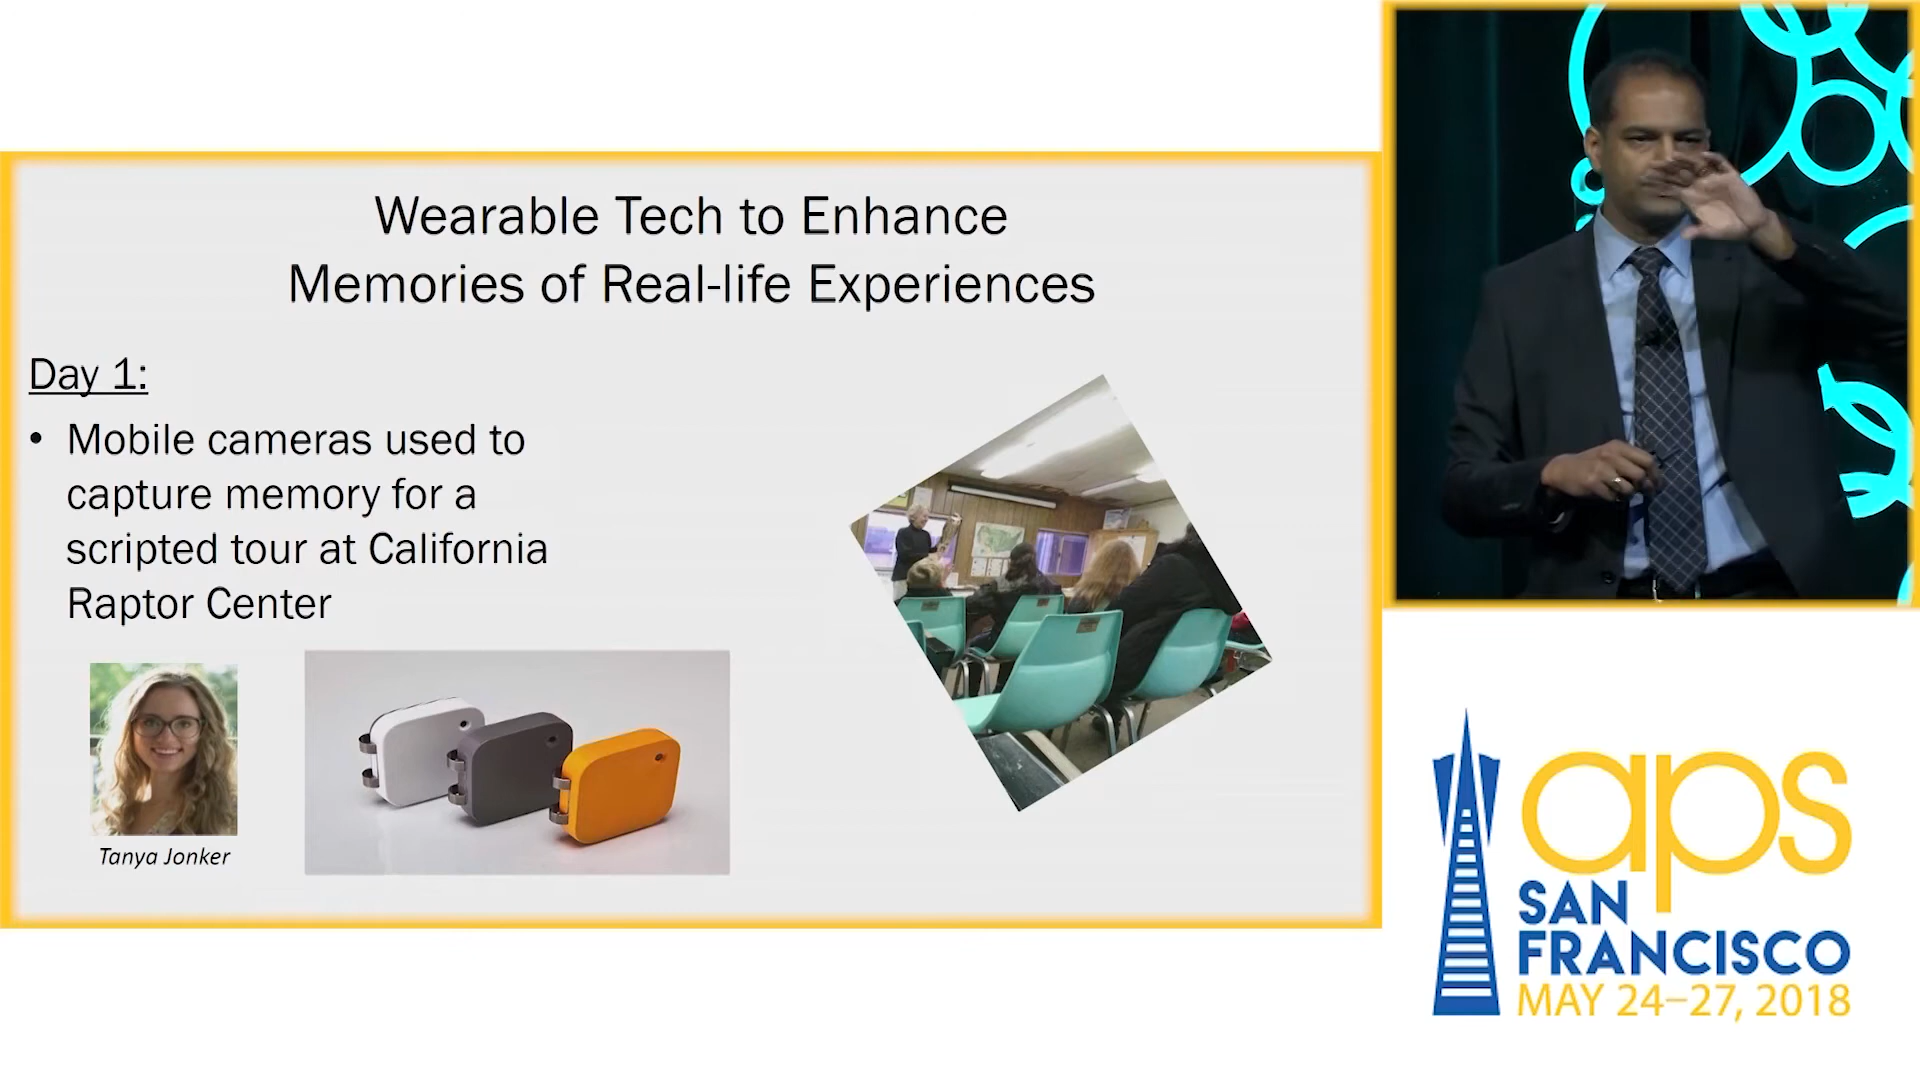 Wearable Tech to Enhance
Memories of Real-life Experiences
Day 1:
• Mobile cameras used to
capture memory for a
scripted tour at California
Raptor Center
Tanya Jonker
aps
SAN
FRANCISCO
MAY 24–27, 2018